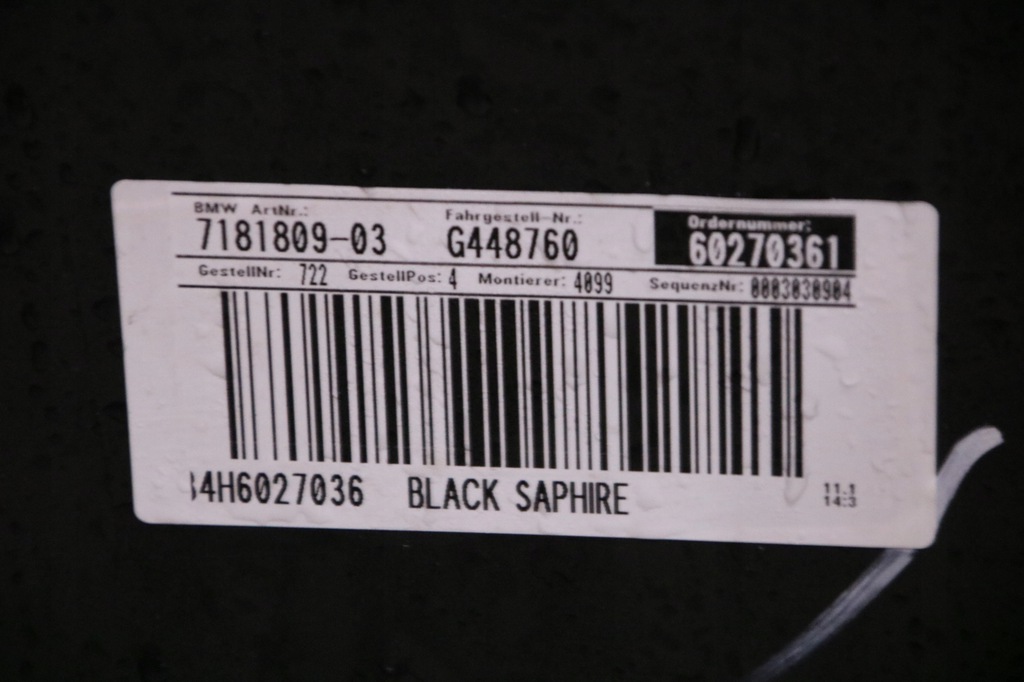 BMW ArtNr.: Fahrgestell-Nr.: Ordernummer:
7181809-03 G448760 60270361
GestellNr: 722 GestellPos: 4 Montierer: 4099 SequenzNr: 0003030904
4H6027036 BLACK SAPHIRE
11.1
14:3